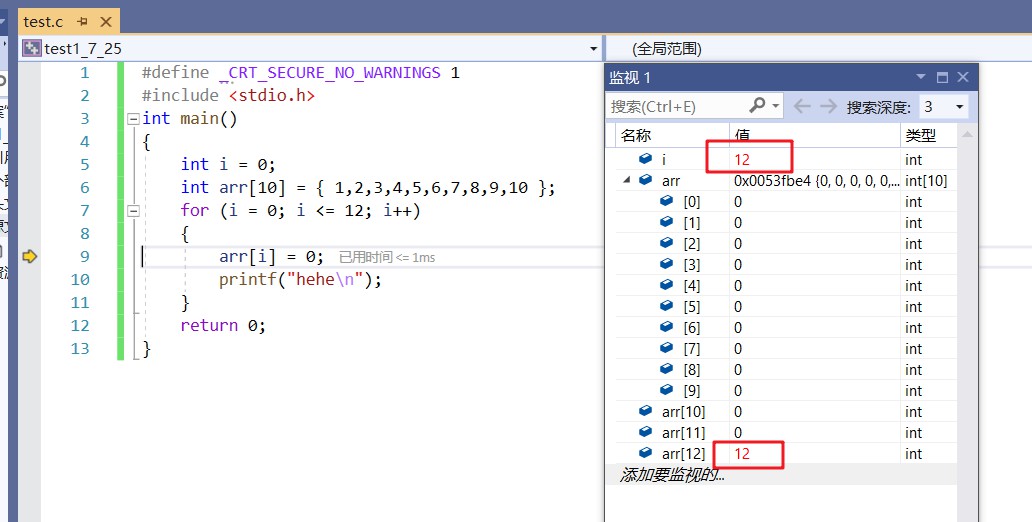 test.c
test1_7_25
(全局范围)
1 #define _CRT_SECURE_NO_WARNINGS 1
2 #include <stdio.h>
3 int main()
4 {
5 int i = 0;
6 int arr[10] = { 1,2,3,4,5,6,7,8,9,10 };
7 for (i = 0; i <= 12; i++)
8 {
9 arr[i] = 0; 已用时间 <= 1ms
10 printf("hehe\n");
11 }
12 return 0;
13 }
监视 1
搜索(Ctrl+E) 搜索深度: 3
名称 值 类型
i 12 int
arr 0x0053fbe4 {0, 0, 0, 0, 0,... int[10]
[0] 0 int
[1] 0 int
[2] 0 int
[3] 0 int
[4] 0 int
[5] 0 int
[6] 0 int
[7] 0 int
[8] 0 int
[9] 0 int
arr[10] 0 int
arr[11] 0 int
arr[12] 12 int
添加要监视的...